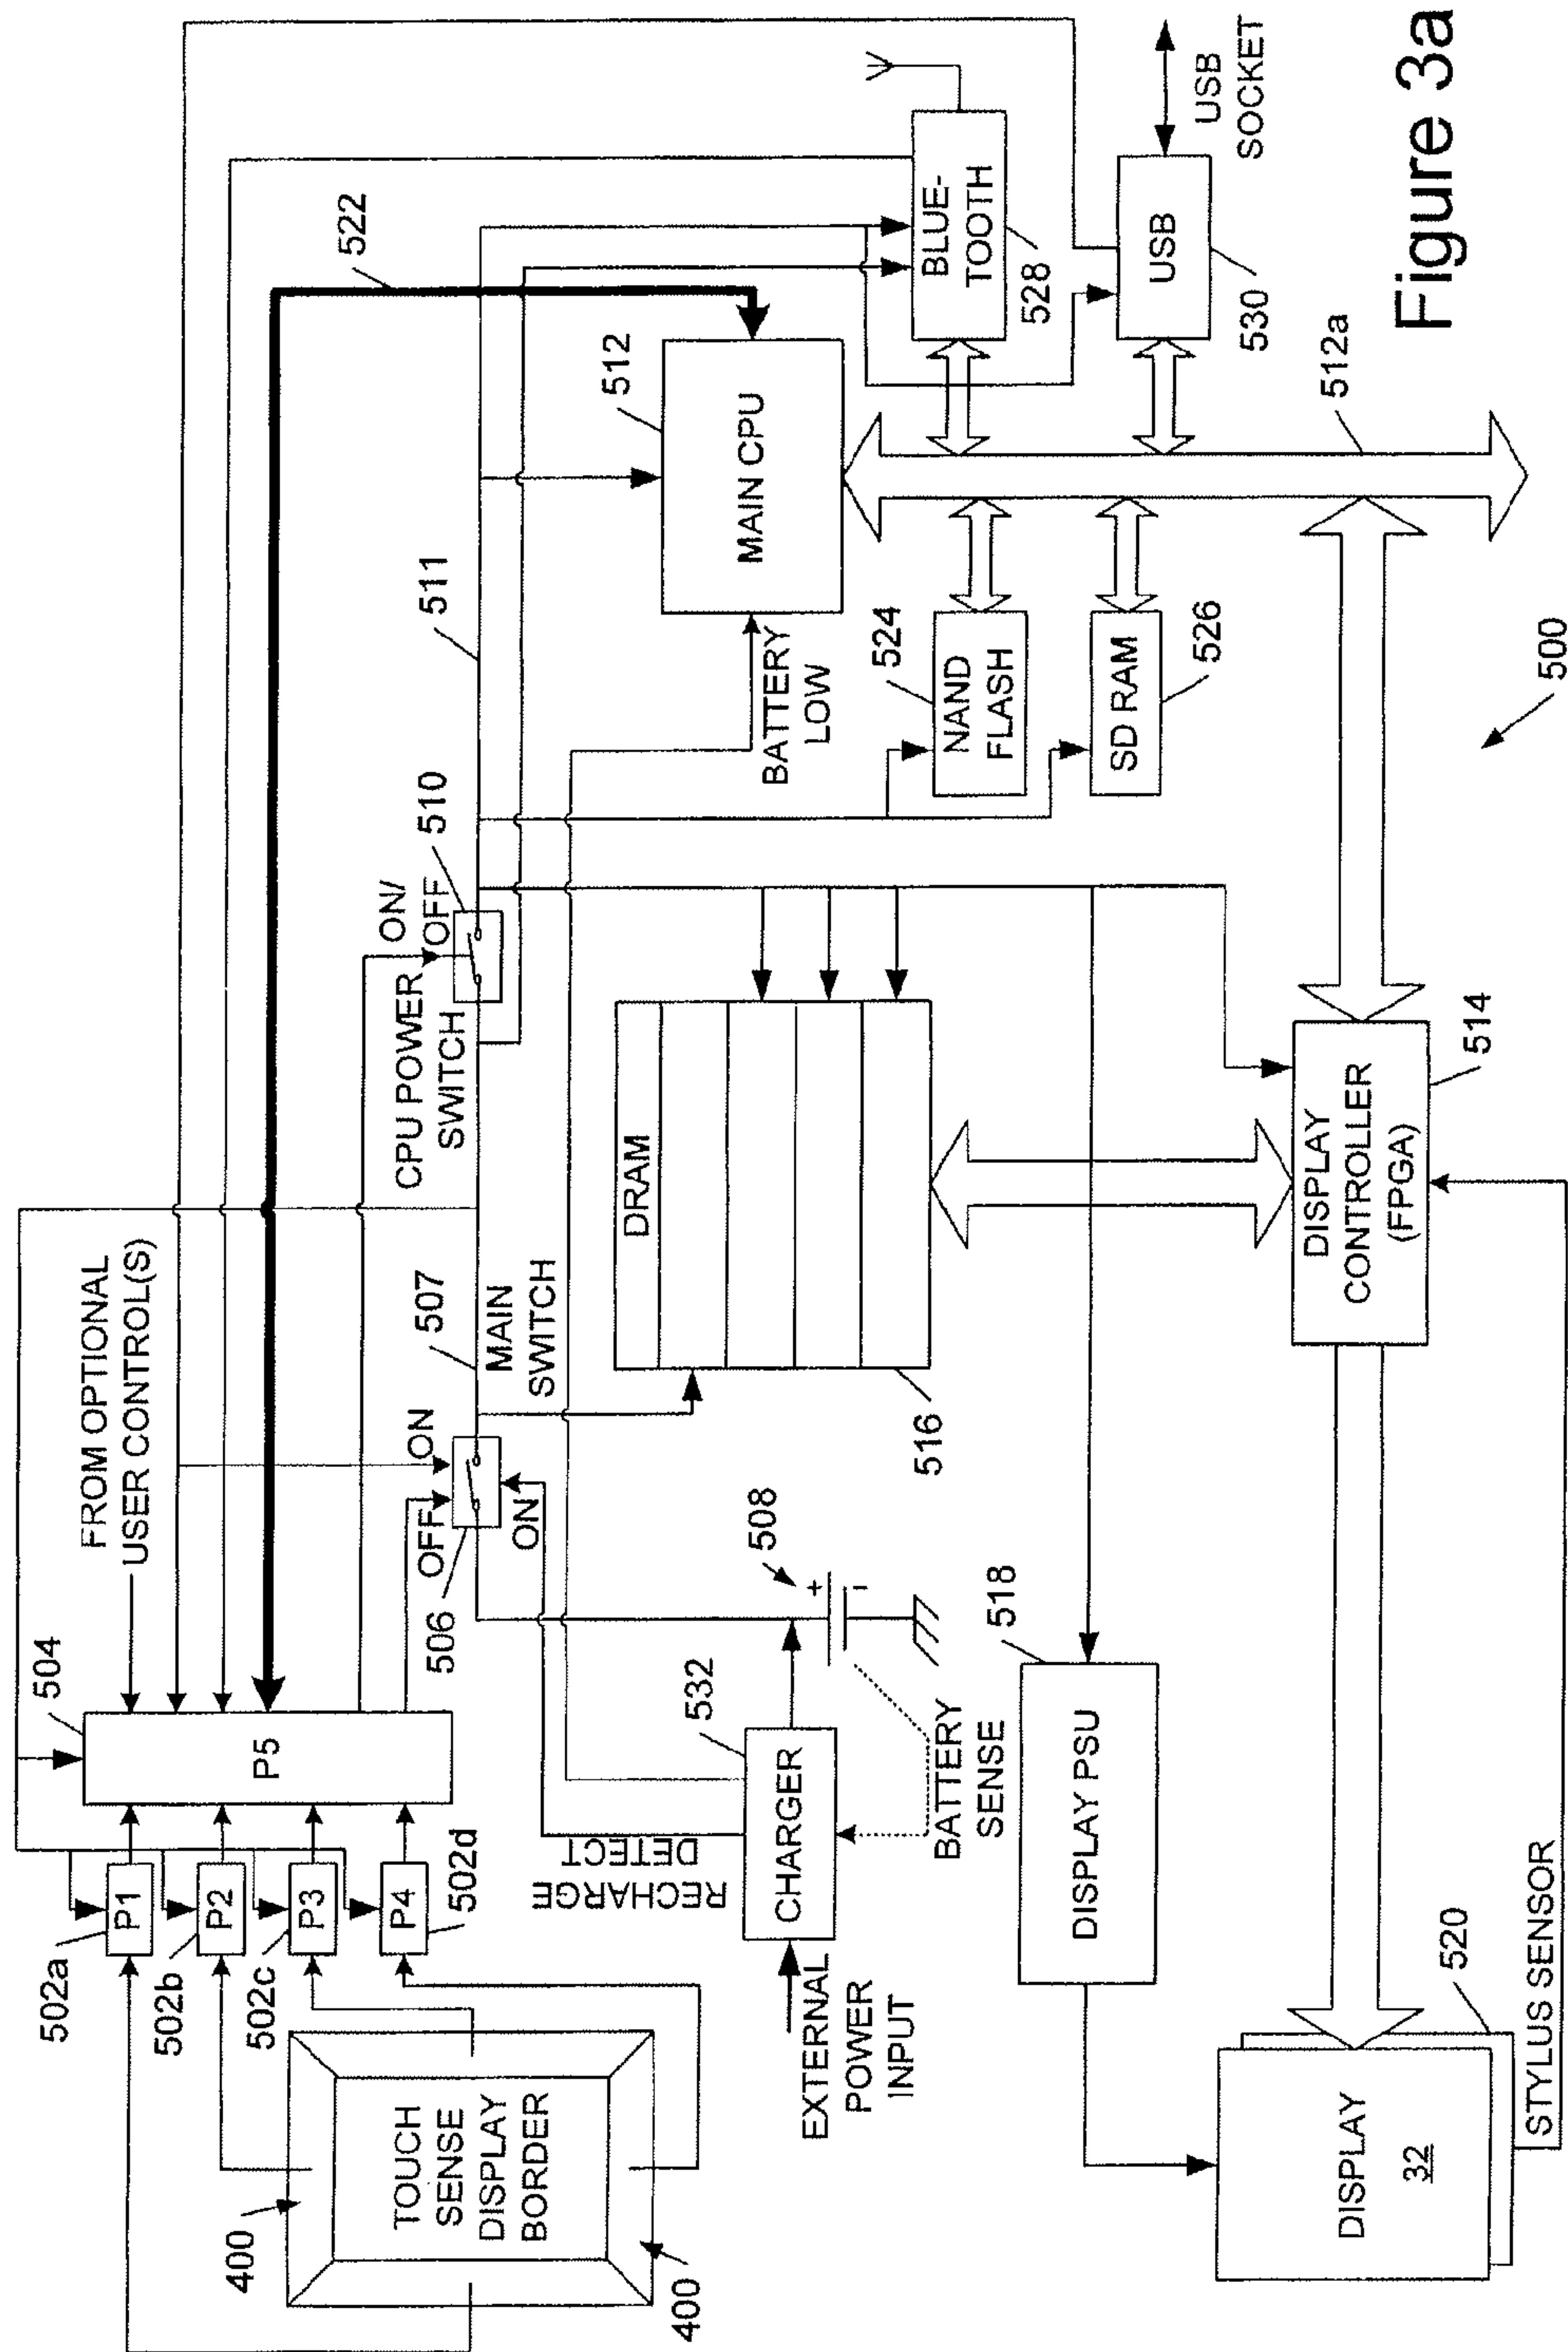 FROM OPTIONAL
USER CONTROL(S)
504
P5
502a
P1
502b
P2
502c
P3
502d
P4
400
TOUCH
SENSE
DISPLAY
BORDER
400
522
CPU POWER
SWITCH
ON/
OFF
510
511
507
MAIN
SWITCH
OFF
ON
ON
506
508
+
-
532
CHARGER
RECHARGE
DETECT
EXTERNAL
POWER
INPUT
BATTERY
SENSE
BATTERY
LOW
512
MAIN CPU
DRAM
516
524
NAND
FLASH
526
SD RAM
BLUE-
TOOTH
528
USB
530
USB
SOCKET
512a
518
DISPLAY PSU
DISPLAY
CONTROLLER
(FPGA)
514
520
DISPLAY
32
STYLUS SENSOR
500
Figure 3a